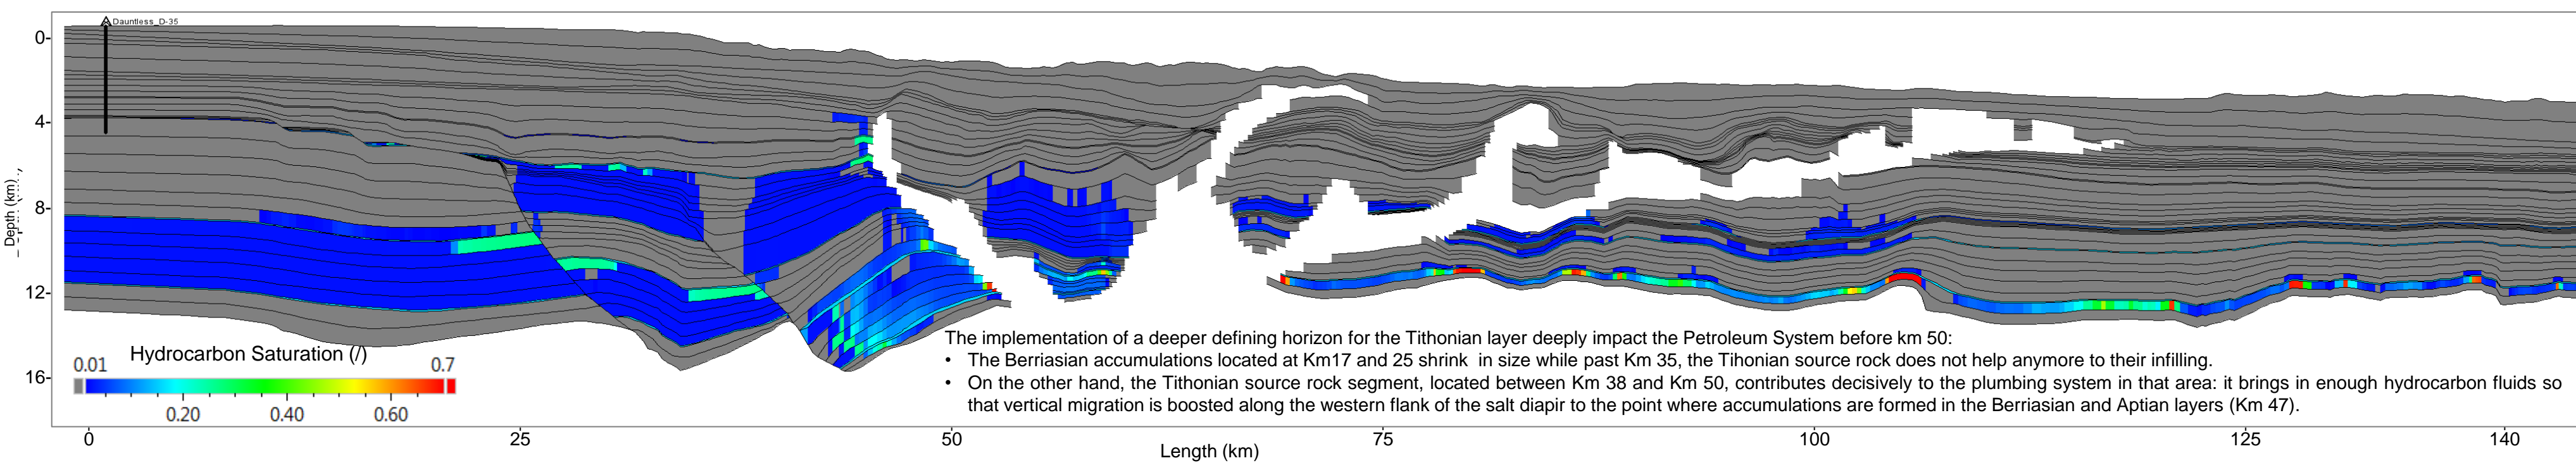 Dauntless_D-35
0
4
8
12
16
Depth (km)
The implementation of a deeper defining horizon for the Tithonian layer deeply impact the Petroleum System before km 50:
• The Berriasian accumulations located at Km17 and 25 shrink in size while past Km 35, the Tihonian source rock does not help anymore to their infilling.
• On the other hand, the Tithonian source rock segment, located between Km 38 and Km 50, contributes decisively to the plumbing system in that area: it brings in enough hydrocarbon fluids so
that vertical migration is boosted along the western flank of the salt diapir to the point where accumulations are formed in the Berriasian and Aptian layers (Km 47).
Hydrocarbon Saturation (/)
0.01 0.7
0.20 0.40 0.60
0 25 50 75 100 125 140
Length (km)